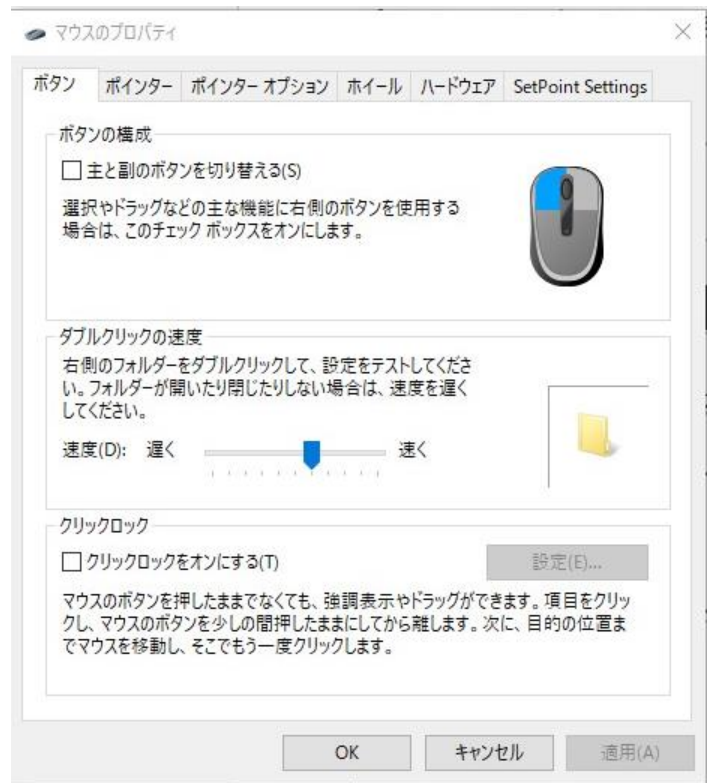 マウスのプロパティ
ボタン ポインター ポインター オプション ホイール ハードウェア SetPoint Settings
ボタンの構成
主と副のボタンを切り替える(S)
選択やドラッグなどの主な機能に右側のボタンを使用する
場合は、このチェック ボックスをオンにします。
ダブルクリックの速度
右側のフォルダーをダブルクリックして、設定をテストしてくださ
い。フォルダーが開いたり閉じたりしない場合は、速度を遅く
してください。
速度(D): 遅く 速く
クリックロック
クリックロックをオンにする(T)
設定(E)...
マウスのボタンを押したままでなくても、強調表示やドラッグができます。項目をクリッ
クし、マウスのボタンを少しの間押したままにしてから離します。次に、目的の位置ま
でマウスを移動し、そこでもう一度クリックします。
OK キャンセル 適用(A)